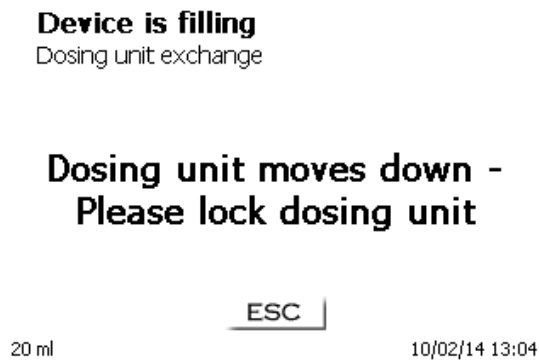 Device is filling
Dosing unit exchange
Dosing unit moves down -
Please lock dosing unit
ESC
20 ml
10/02/14 13:04